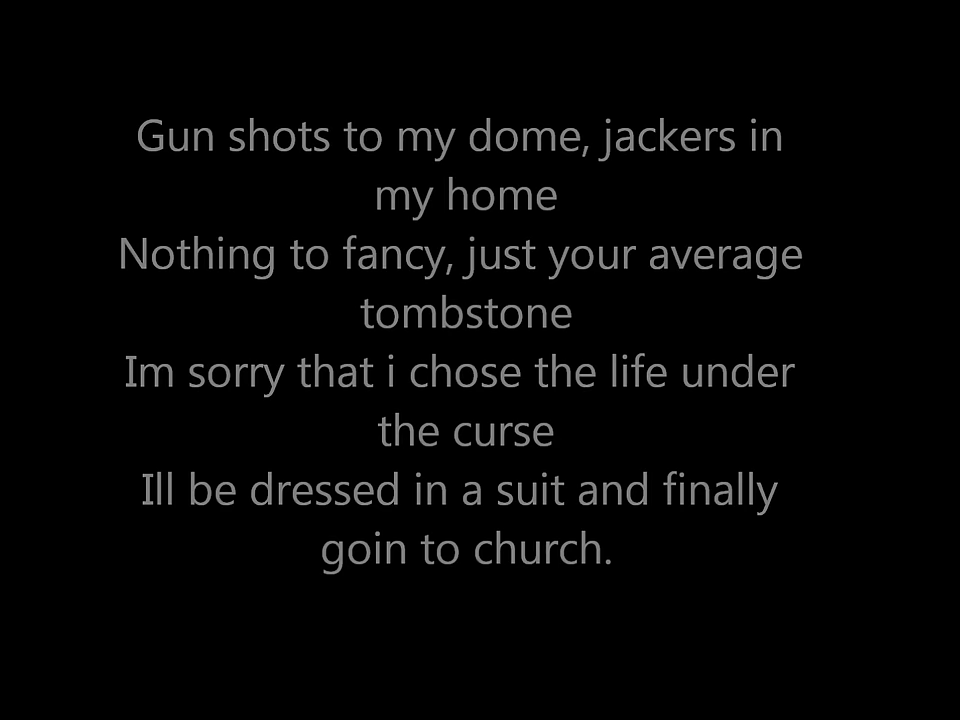 Gun shots to my dome, jackers in
my home
Nothing to fancy, just your average
tombstone
Im sorry that i chose the life under
the curse
Ill be dressed in a suit and finally
goin to church.